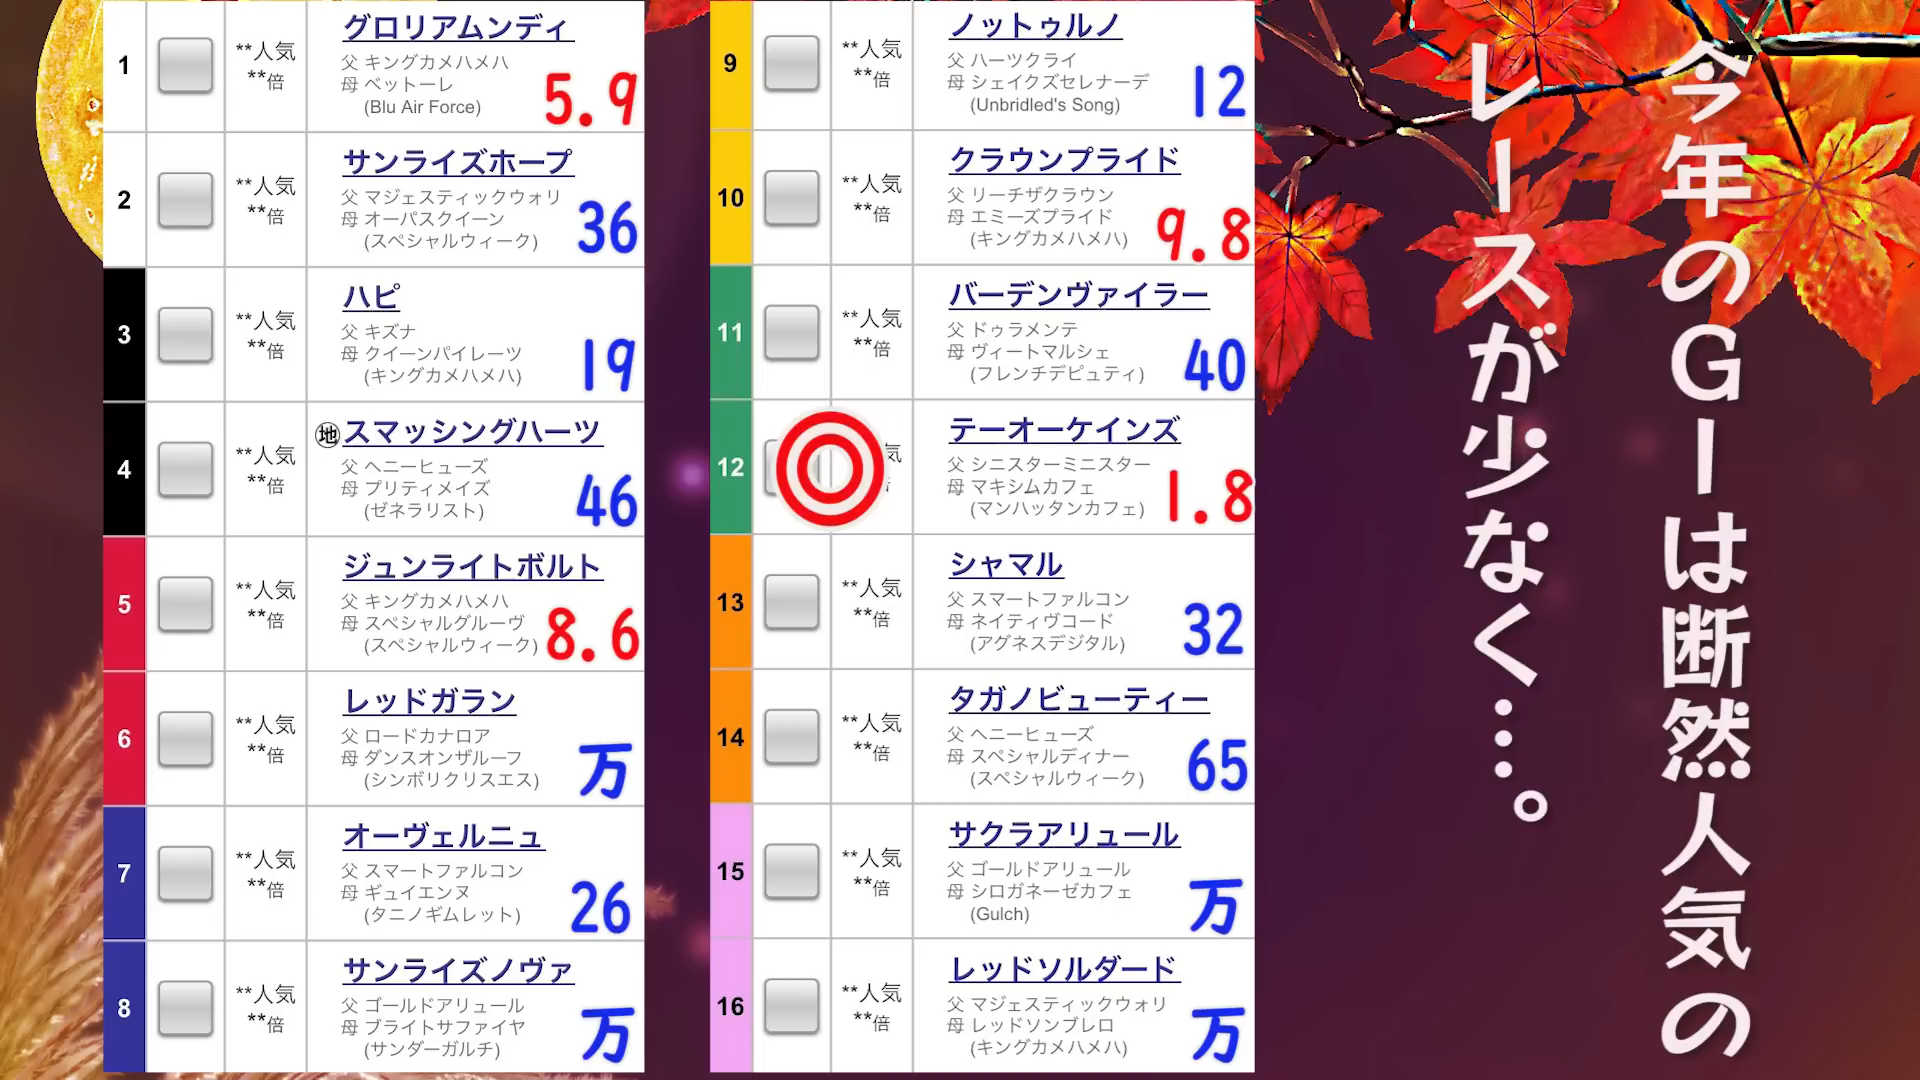 1
**人気
**倍
グロリアムンディ
父 キングカメハメハ
母 ベットーレ
(Blu Air Force)
5.9
2
**人気
**倍
サンライズホープ
父 マジェスティックウォリ
母 オーパスクイーン
(スペシャルウィーク)
36
3
**人気
**倍
ハピ
父 キズナ
母 クイーンパイレーツ
(キングカメハメハ)
19
4
**人気
**倍
地 スマッシングハーツ
父 ヘニーヒューズ
母 プリティメイズ
(ゼネラリスト)
46
5
**人気
**倍
ジュンライトボルト
父 キングカメハメハ
母 スペシャルグルーヴ
(スペシャルウィーク)
8.6
6
**人気
**倍
レッドガラン
父 ロードカナロア
母 ダンスオンザルーフ
(シンボリクリスエス)
万
7
**人気
**倍
オーヴェルニュ
父 スマートファルコン
母 ギュイエンヌ
(タニノギムレット)
26
8
**人気
**倍
サンライズノヴァ
父 ゴールドアリュール
母 ブライトサファイヤ
(サンダーガルチ)
万
9
**人気
**倍
ノットゥルノ
父 ハーツクライ
母 シェイクズセレナーデ
(Unbridled's Song)
12
10
**人気
**倍
クラウンプライド
父 リーチザクラウン
母 エミーズプライド
(キングカメハメハ)
9.8
11
**人気
**倍
バーデンヴァイラー
父 ドゥラメンテ
母 ヴィートマルシェ
(フレンチデピュティ)
40
12
気
テーオーケインズ
父 シニスターミニスター
母 マキシムカフェ
(マンハッタンカフェ)
1.8
13
**人気
**倍
シャマル
父 スマートファルコン
母 ネイティヴコード
(アグネスデジタル)
32
14
**人気
**倍
タガノビューティー
父 ヘニーヒューズ
母 スペシャルディナー
(スペシャルウィーク)
65
15
**人気
**倍
サクラアリュール
父 ゴールドアリュール
母 シロガネーゼカフェ
(Gulch)
万
16
**人気
**倍
レッドソルダード
父 マジェスティックウォリ
母 レッドソンブレロ
(キングカメハメハ)
万
今年のGⅠは断然人気の
レースが少なく…。